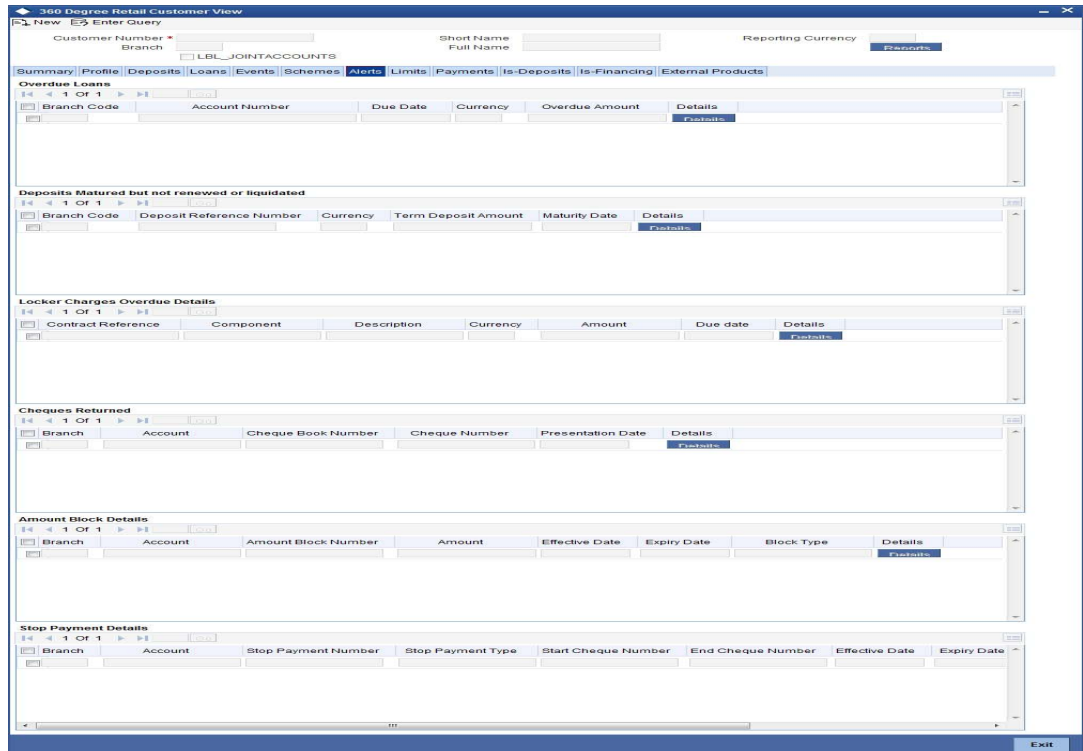 360 Degree Retail Customer View
New Enter Query
Customer Number * Short Name Reporting Currency
Branch Full Name Reports
LBL_JOINTACCOUNTS
Summary Profile Deposits Loans Events Schemes Alerts Limits Payments Is-Deposits Is-Financing External Products
Overdue Loans
1 Of 1 Go
Branch Code Account Number Due Date Currency Overdue Amount Details
Details
Deposits Matured but not renewed or liquidated
1 Of 1 Go
Branch Code Deposit Reference Number Currency Term Deposit Amount Maturity Date Details
Details
Locker Charges Overdue Details
1 Of 1 Go
Contract Reference Component Description Currency Amount Due date Details
Details
Cheques Returned
1 Of 1 Go
Branch Account Cheque Book Number Cheque Number Presentation Date Details
Details
Amount Block Details
1 Of 1 Go
Branch Account Amount Block Number Amount Effective Date Expiry Date Block Type Details
Details
Stop Payment Details
1 Of 1 Go
Branch Account Stop Payment Number Stop Payment Type Start Cheque Number End Cheque Number Effective Date Expiry Date
Exit